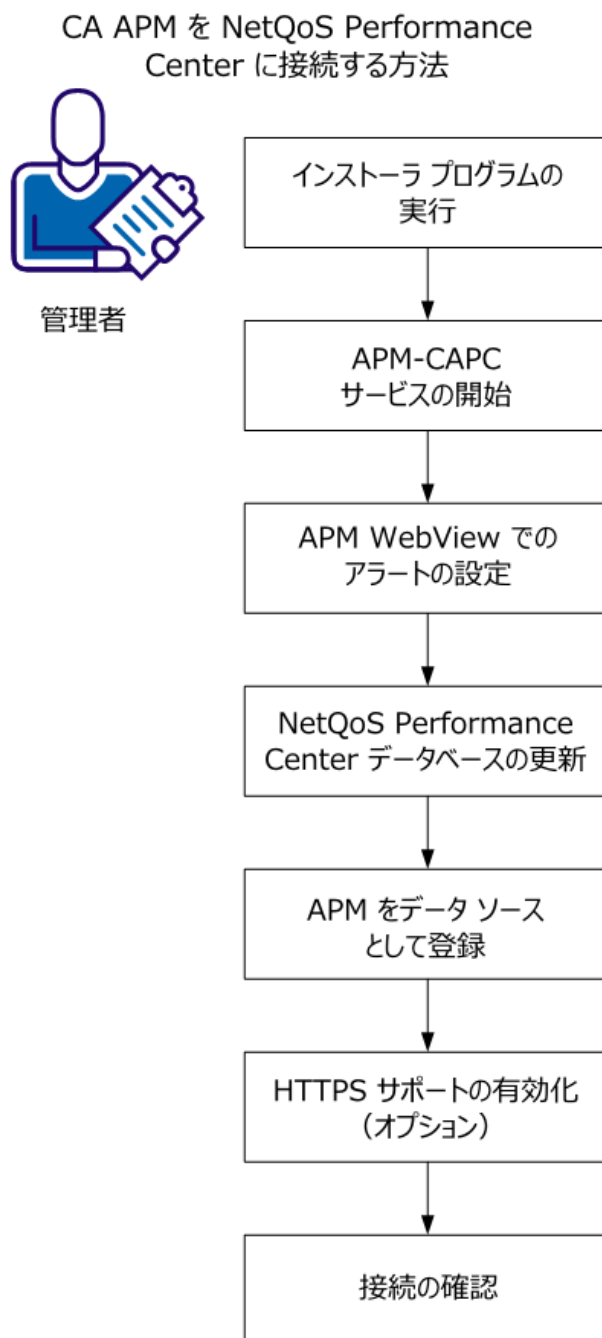 CA APM を NetQoS Performance
Center に接続する方法
管理者
インストーラ プログラムの
実行
APM-CAPC
サービスの開始
APM WebView での
アラートの設定
NetQoS Performance
Center データベースの更新
APM をデータ ソース
として登録
HTTPS サポートの有効化
(オプション)
接続の確認